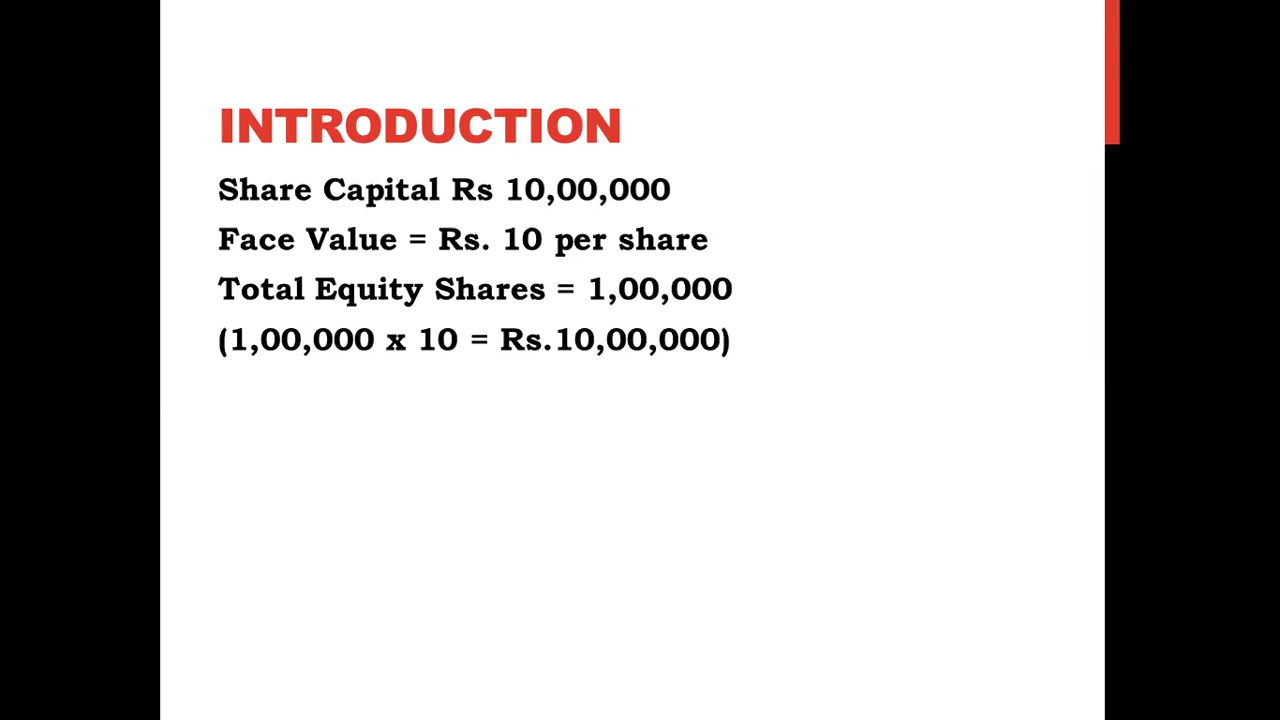 INTRODUCTION
Share Capital Rs 10,00,000
Face Value = Rs. 10 per share
Total Equity Shares = 1,00,000
(1,00,000 x 10 = Rs.10,00,000)